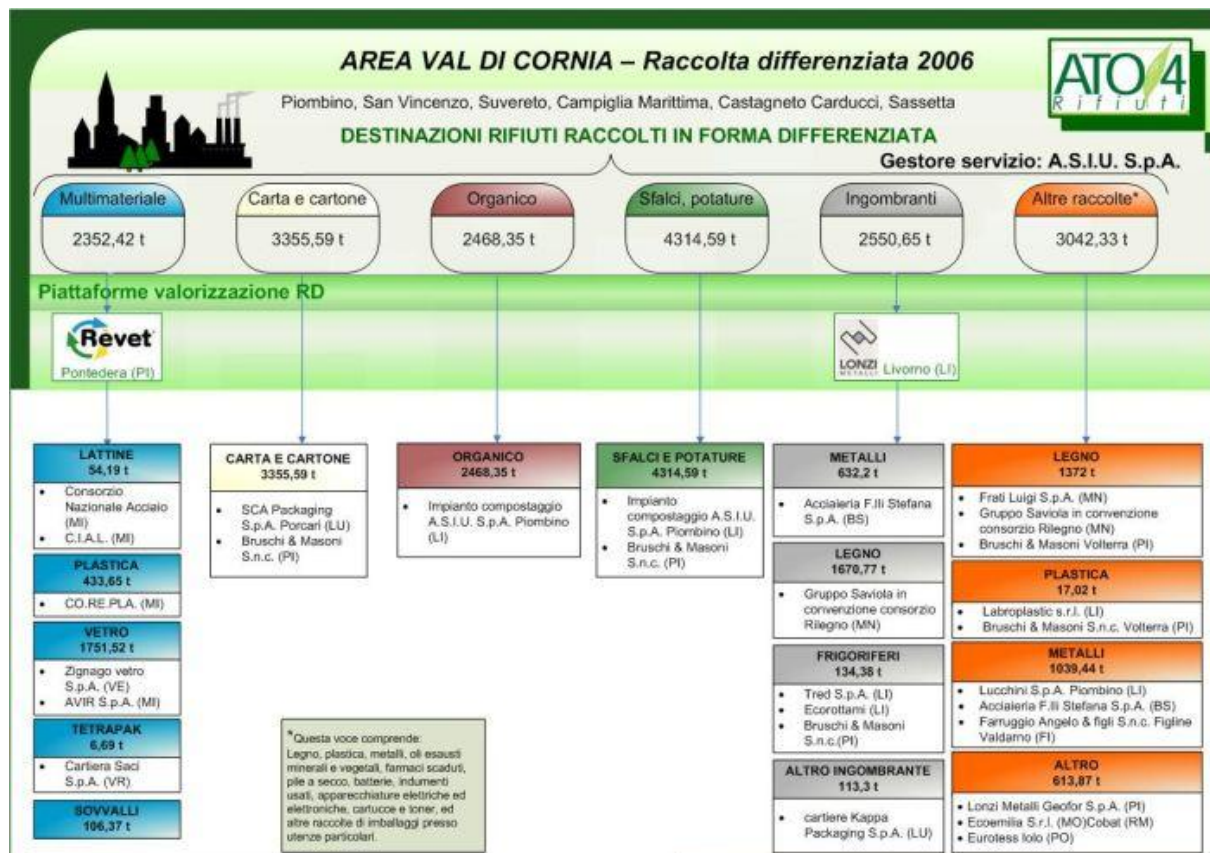 AREA VAL DI CORNIA – Raccolta differenziata 2006
ATO 4
Rifiuti
Piombino, San Vincenzo, Suvereto, Campiglia Marittima, Castagneto Carducci, Sassetta
DESTINAZIONI RIFIUTI RACCOLTI IN FORMA DIFFERENZIATA
Gestore servizio: A.S.I.U. S.p.A.
Multimateriale
2352,42 t
Carta e cartone
3355,59 t
Organico
2468,35 t
Sfalci, potature
4314,59 t
Ingombranti
2550,65 t
Altre raccolte*
3042,33 t
Piattaforme valorizzazione RD
Revet
Pontedera (PI)
LONZI
METALLI
Livorno (LI)
LATTINE
54,19 t
• Consorzio
Nazionale Acciaio
(MI)
• C.I.A.L. (MI)
PLASTICA
433,65 t
• CO.RE.PLA. (MI)
VETRO
1751,52 t
• Zignago vetro
S.p.A. (VE)
• AVIR S.p.A. (MI)
TETRAPAK
6,69 t
• Cartiera Saci
S.p.A. (VR)
SOVVALLI
106,37 t
CARTA E CARTONE
3355,59 t
• SCA Packaging
S.p.A. Porcari (LU)
• Bruschi & Masoni
S.n.c. (PI)
ORGANICO
2468,35 t
• Impianto compostaggio
A.S.I.U. S.p.A. Piombino
(LI)
SFALCI E POTATURE
4314,59 t
• Impianto
compostaggio A.S.I.U.
S.p.A. Piombino (LI)
• Bruschi & Masoni
S.n.c. (PI)
METALLI
632,2 t
• Acciaieria F.lli Stefana
S.p.A. (BS)
LEGNO
1670,77 t
• Gruppo Saviola in
convenzione consorzio
Rilegno (MN)
FRIGORIFERI
134,38 t
• Tred S.p.A. (LI)
• Ecorottami (LI)
• Bruschi & Masoni
S.n.c.(PI)
ALTRO INGOMBRANTE
113,3 t
• cartiere Kappa
Packaging S.p.A. (LU)
LEGNO
1372 t
• Frati Luigi S.p.A. (MN)
• Gruppo Saviola in convenzione
consorzio Rilegno (MN)
• Bruschi & Masoni Volterra (PI)
PLASTICA
17,02 t
• Labroplastic s.r.l. (LI)
• Bruschi & Masoni S.n.c. Volterra (PI)
METALLI
1039,44 t
• Lucchini S.p.A. Piombino (LI)
• Acciaieria F.lli Stefana S.p.A. (BS)
• Farruggio Angelo & figli S.n.c. Figline
Valdarno (FI)
ALTRO
613,87 t
• Lonzi Metalli Geofor S.p.A. (PI)
• Ecoemilia S.r.l. (MO)Cobat (RM)
• Eurotess Iolo (PO)
*Questa voce comprende:
Legno, plastica, metalli, oli esausti
minerali e vegetali, farmaci scaduti,
pile a secco, batterie, indumenti
usati, apparecchiature elettriche ed
elettroniche, cartucce e toner, ed
altre raccolte di imballaggi presso
utenze particolari.